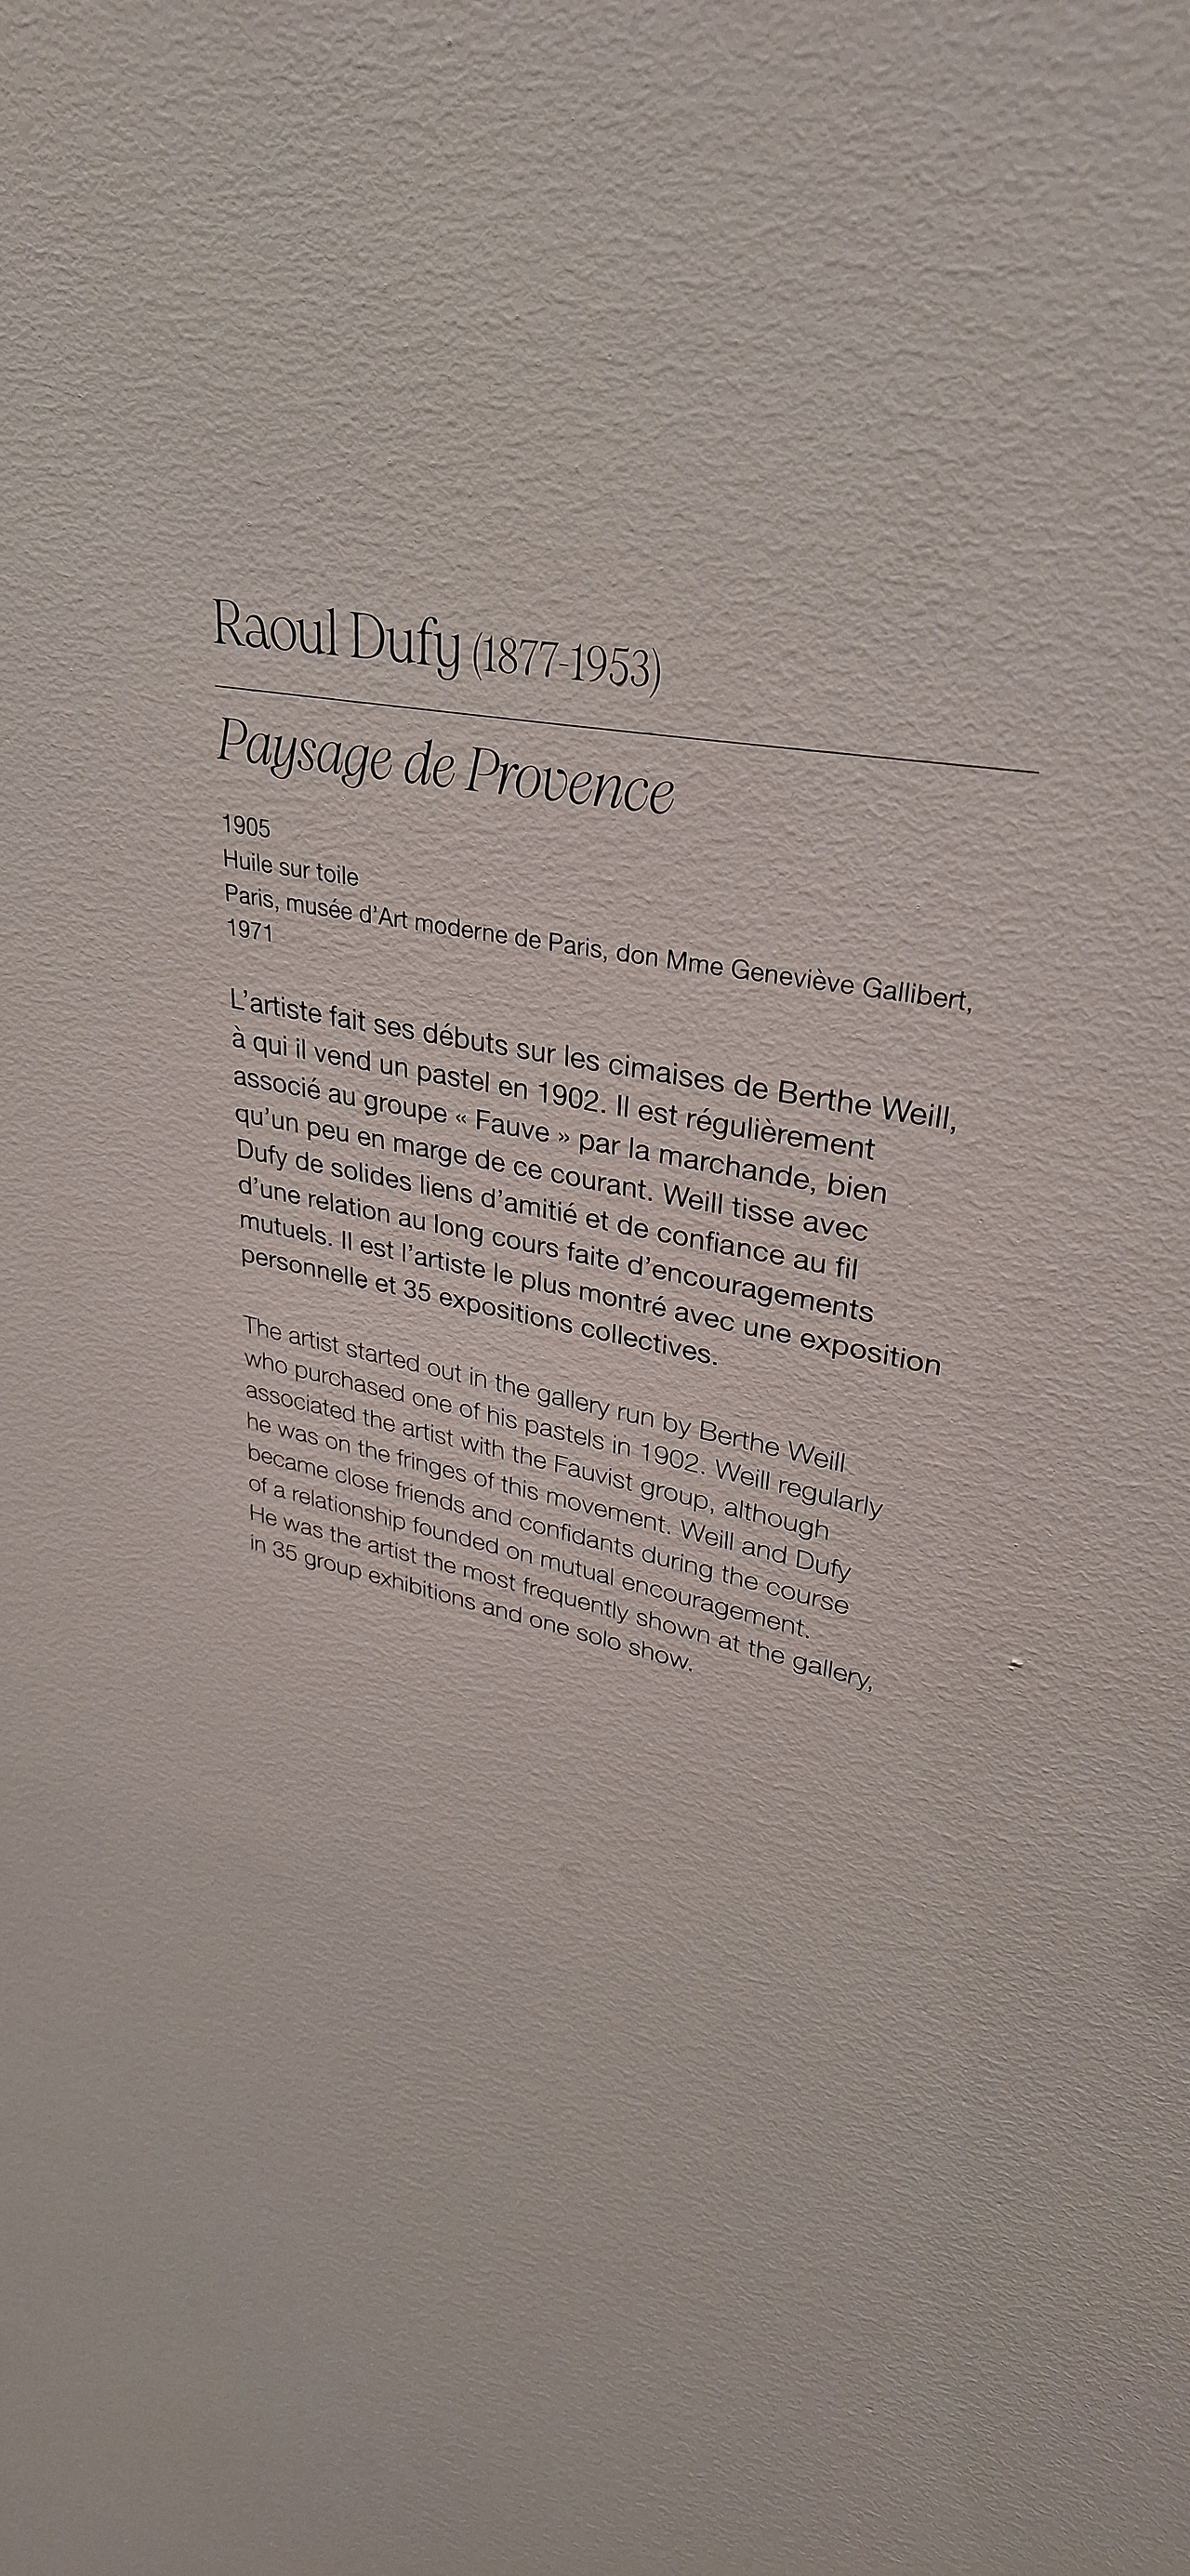 Raoul Dufy (1877-1953)
Paysage de Provence
1905
Huile sur toile
Paris, musée d'Art moderne de Paris, don Mme Geneviève Gallibert,
1971
L'artiste fait ses débuts sur les cimaises de Berthe Weill,
à qui il vend un pastel en 1902. Il est régulièrement
associé au groupe « Fauve » par la marchande, bien
qu'un peu en marge de ce courant. Weill tisse avec
Dufy de solides liens d'amitié et de confiance au fil
d'une relation au long cours faite d'encouragements
mutuels. Il est l'artiste le plus montré avec une exposition
personnelle et 35 expositions collectives.
The artist started out in the gallery run by Berthe Weill
who purchased one of his pastels in 1902. Weill regularly
associated the artist with the Fauvist group, although
he was on the fringes of this movement. Weill and Dufy
became close friends and confidants during the course
of a relationship founded on mutual encouragement.
He was the artist the most frequently shown at the gallery,
in 35 group exhibitions and one solo show.